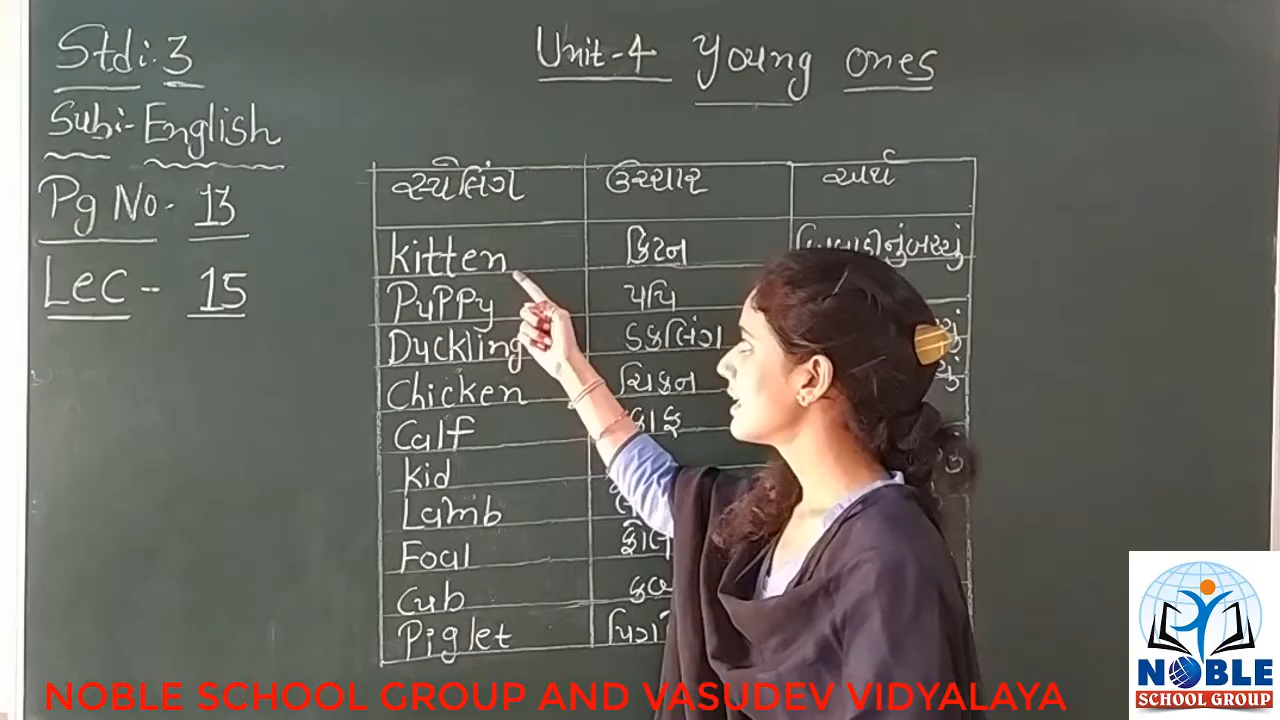 Std: 3
Sub:- English
Pg No- 13
Lec - 15
Unit-4 Young ones
સ્પેલિંગ ઉચ્ચાર અર્થ
Kitten કિટન બિલાડીનું બચ્ચું
Puppy પપિ
Duckling ડકલિંગ
Chicken ચિકન
Calf કાફ
Kid
Lamb
Foal
Cub કબ
Piglet
NOBLE SCHOOL GROUP AND VASUDEV VIDYALAYA
NOBLE
SCHOOL GROUP